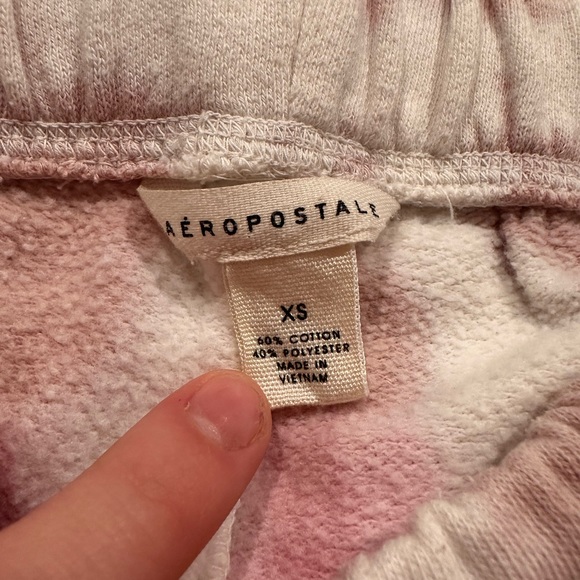 AÉROPOSTALE
XS
60% COTTON
40% POLYESTER
MADE IN
VIETNAM